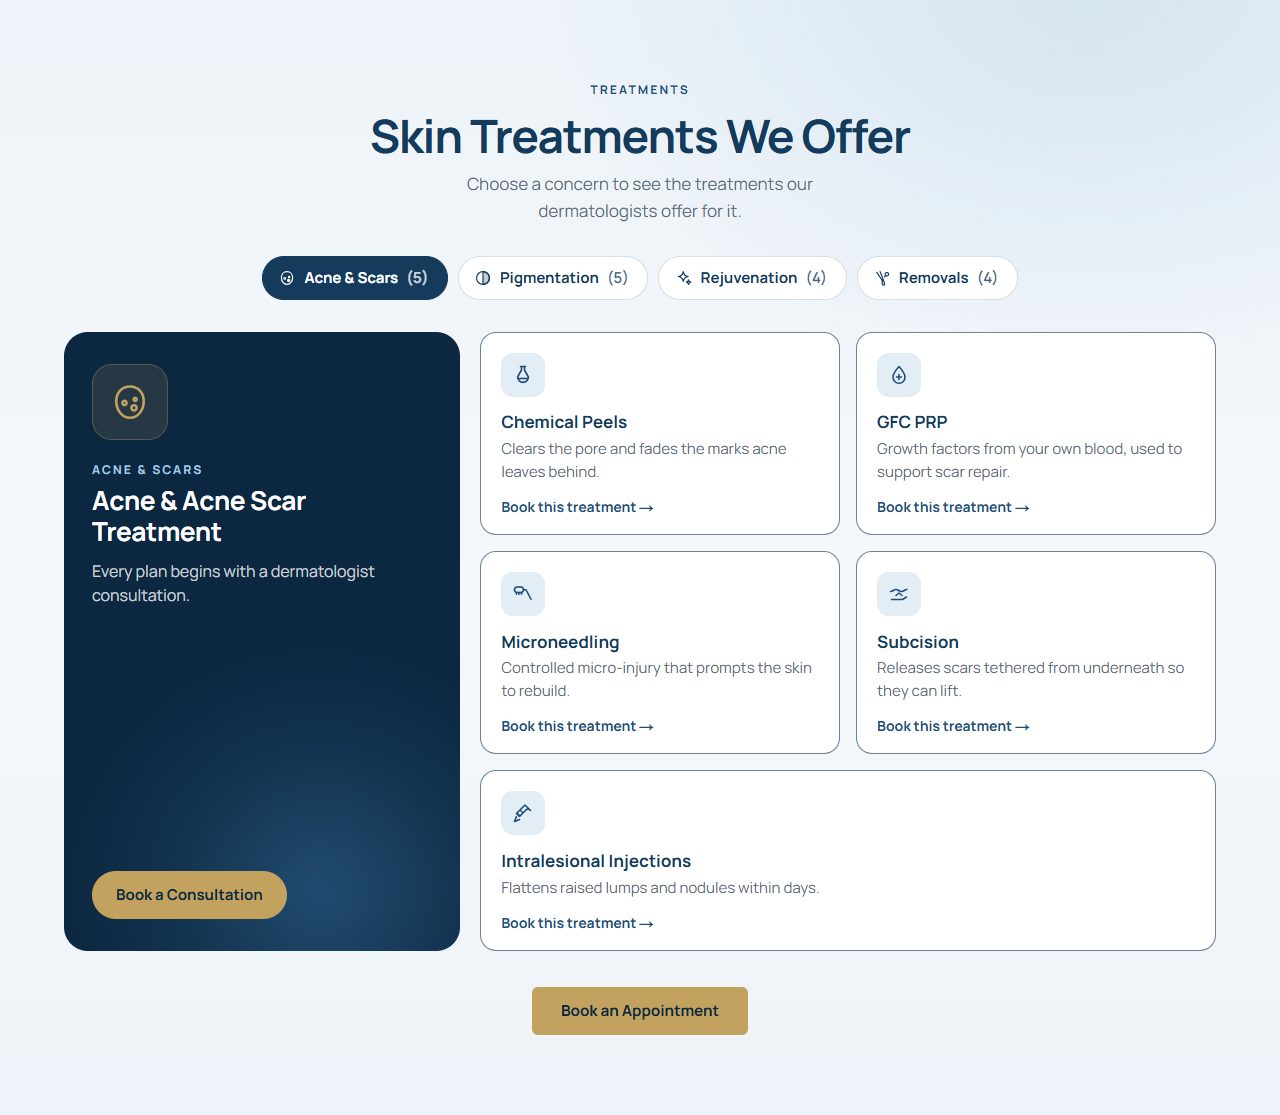 TREATMENTS
Skin Treatments We Offer
Choose a concern to see the treatments our
dermatologists offer for it.
Acne & Scars (5)
Pigmentation (5)
Rejuvenation (4)
Removals (4)
ACNE & SCARS
Acne & Acne Scar
Treatment
Every plan begins with a dermatologist
consultation.
Book a Consultation
Chemical Peels
Clears the pore and fades the marks acne
leaves behind.
Book this treatment →
GFC PRP
Growth factors from your own blood, used to
support scar repair.
Book this treatment →
Microneedling
Controlled micro-injury that prompts the skin
to rebuild.
Book this treatment →
Subcision
Releases scars tethered from underneath so
they can lift.
Book this treatment →
Intralesional Injections
Flattens raised lumps and nodules within days.
Book this treatment →
Book an Appointment